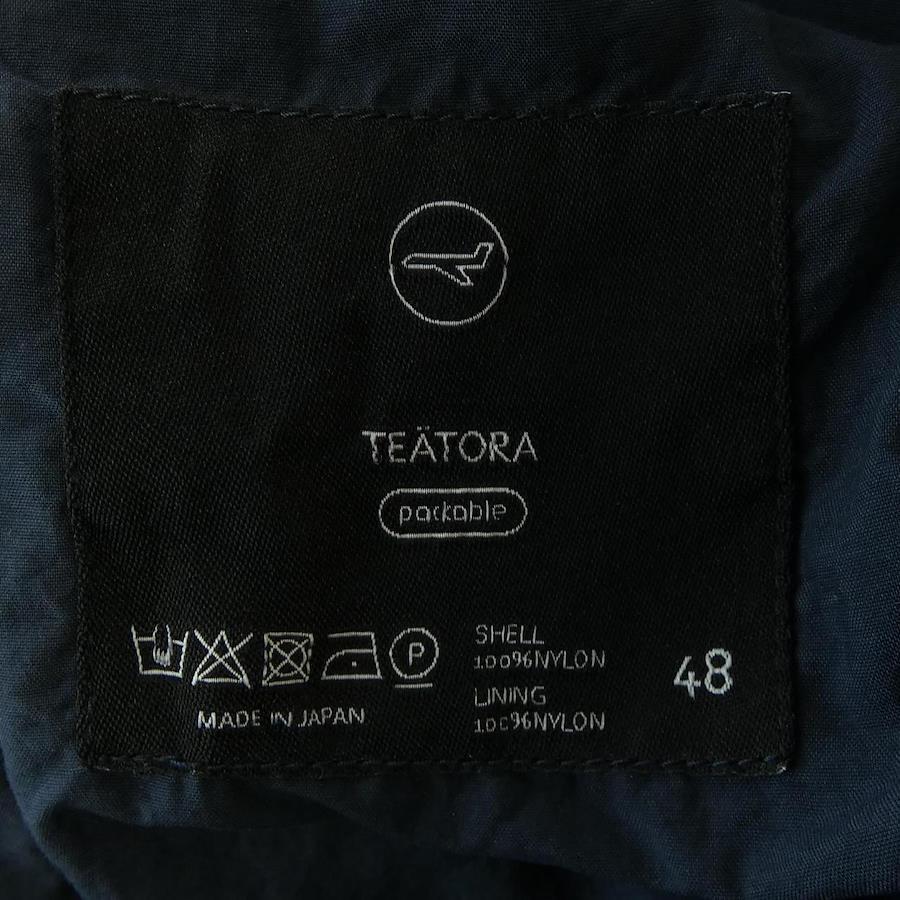 TEÄTORA
packable
P
SHELL
100%NYLON
LINING
100%NYLON
48
MADE IN JAPAN